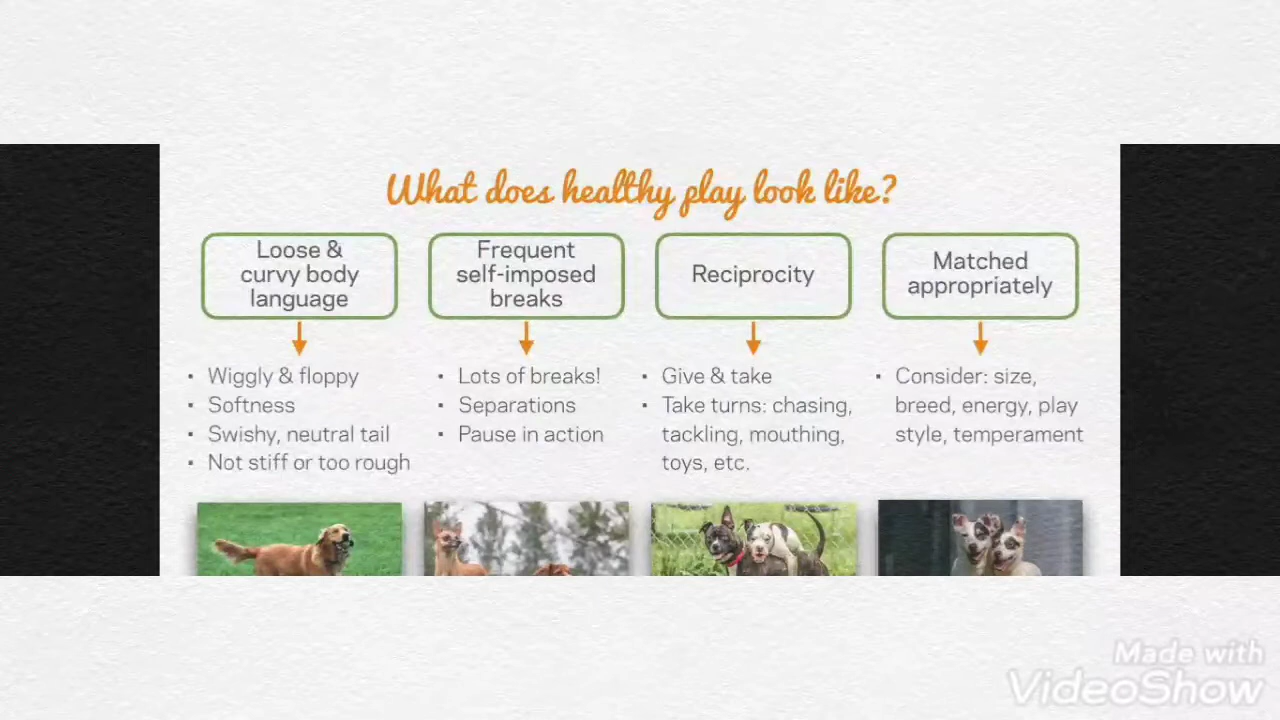 What does healthy play look like?
Loose &
curvy body
language
Frequent
self-imposed
breaks
Reciprocity
Matched
appropriately
• Wiggly & floppy
• Softness
• Swishy, neutral tail
• Not stiff or too rough
• Lots of breaks!
• Separations
• Pause in action
• Give & take
• Take turns: chasing,
tackling, mouthing,
toys, etc.
• Consider: size,
breed, energy, play
style, temperament
Made with
VideoShow